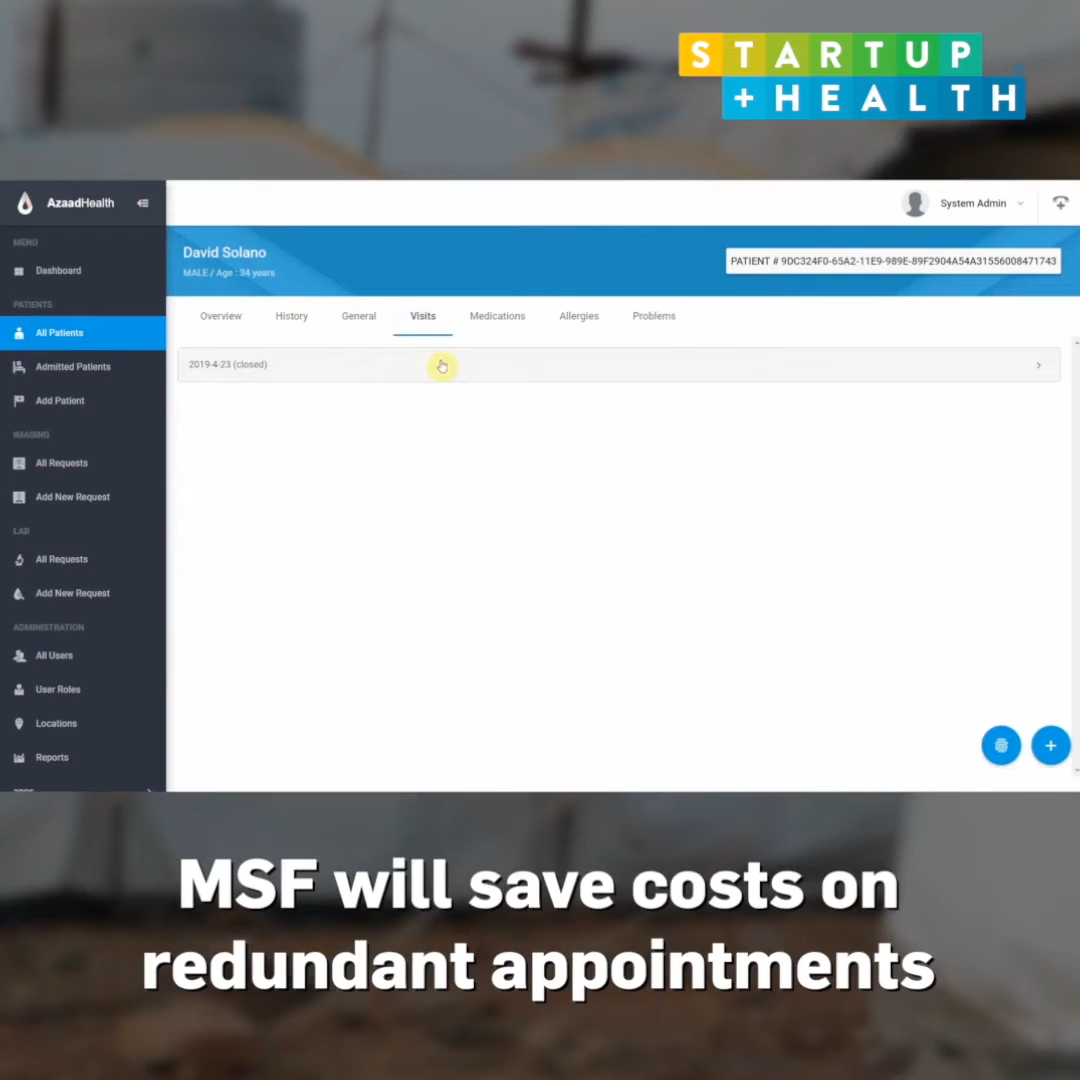 STARTUP
+HEALTH
AzaadHealth
System Admin
MENU
Dashboard
PATIENTS
All Patients
Admitted Patients
Add Patient
IMAGING
All Requests
Add New Request
LAB
All Requests
Add New Request
ADMINISTRATION
All Users
User Roles
Locations
Reports
David Solano
MALE / Age : 34 years
PATIENT # 9DC324F0-65A2-11E9-989E-89F2904A54A31556008471743
Overview History General Visits Medications Allergies Problems
2019-4-23 (closed)
MSF will save costs on
redundant appointments